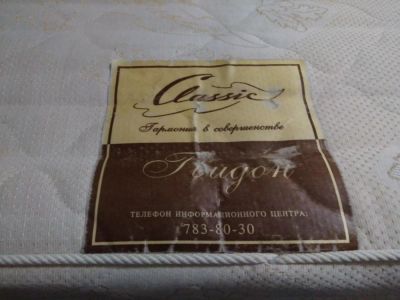 Classic
Гармония в совершенстве
Гвидон
ТЕЛЕФОН ИНФОРМАЦИОННОГО ЦЕНТРА:
783-80-30